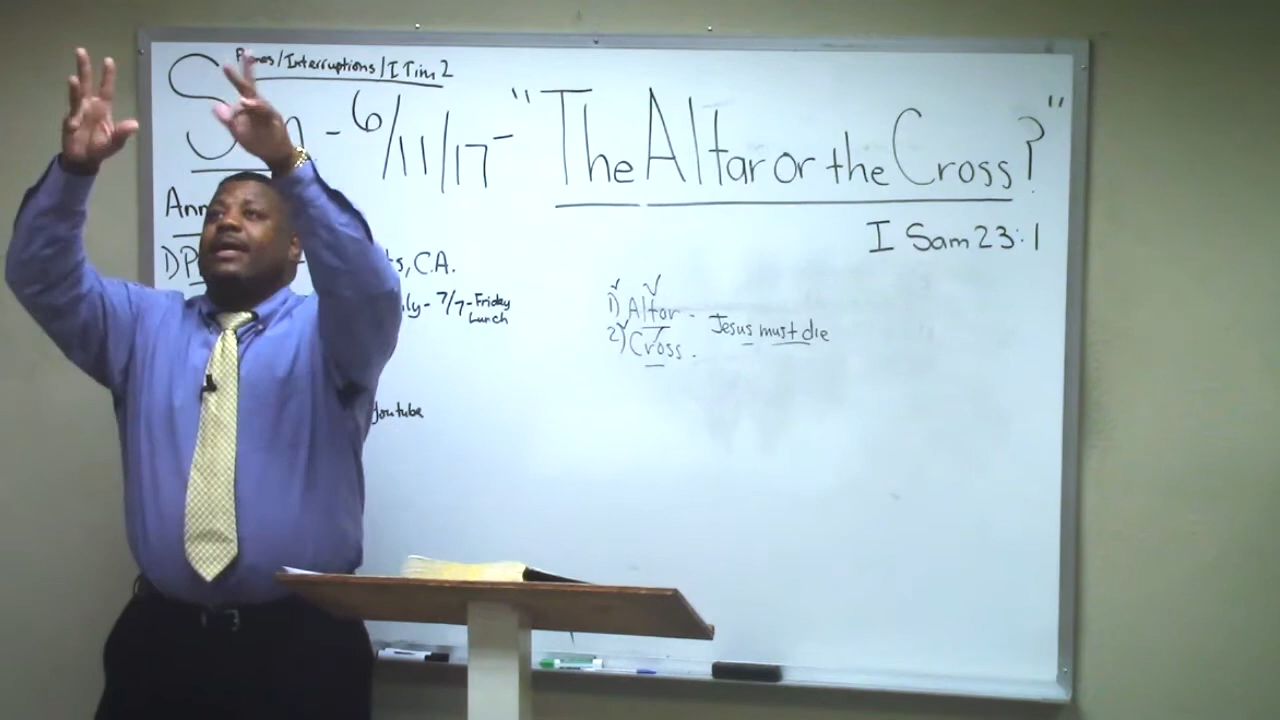 /Interruptions/I Tim 2
6/11/17- "The Altar or the Cross?"
I Sam 23:1
Ann
DP
s, C.A.
ly- 7/7-Friday
Lunch
1) Altar - Jesus must die
2) Cross.
Youtube